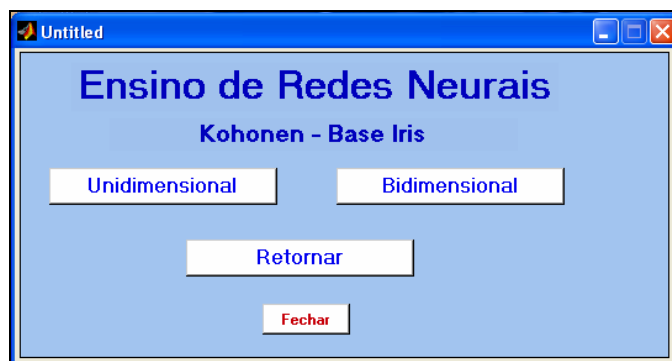 Untitled
Ensino de Redes Neurais
Kohonen - Base Iris
Unidimensional Bidimensional
Retornar
Fechar